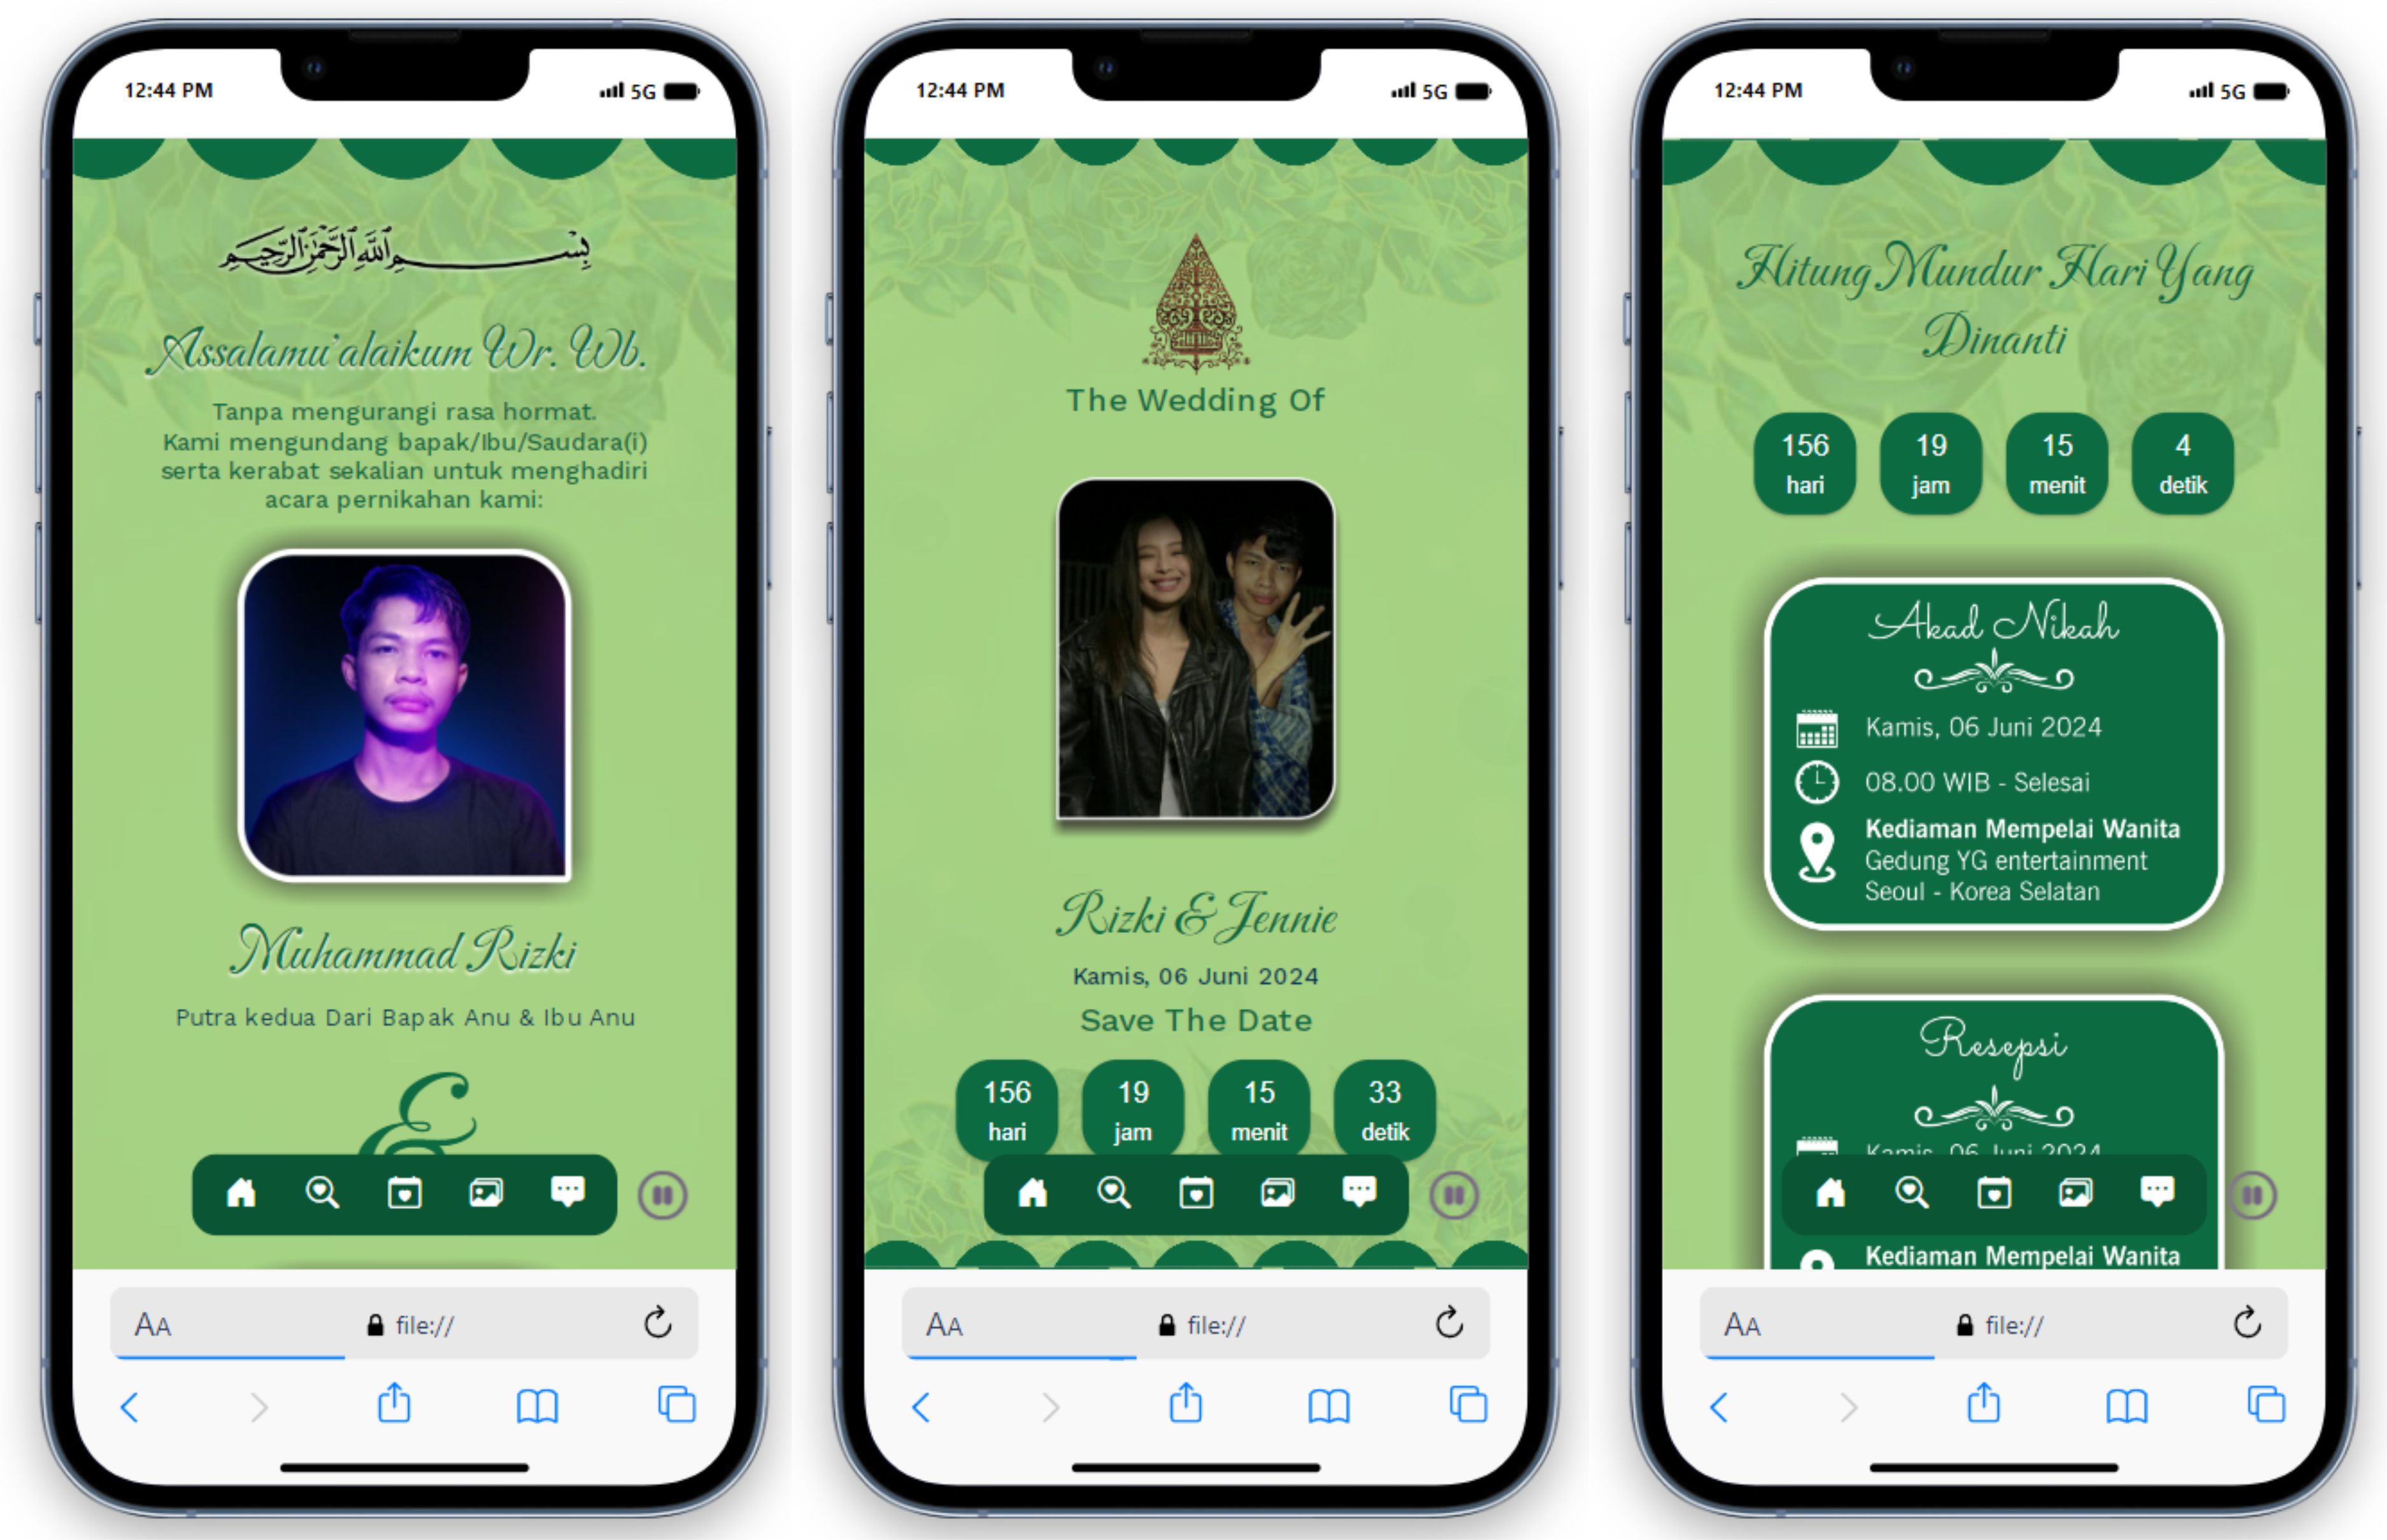 12:44 PM
5G
بِسْمِ اللَّهِ الرَّحْمَٰنِ الرَّحِيمِ
Assalamu'alaikum Wr. Wb.
Tanpa mengurangi rasa hormat.
Kami mengundang bapak/Ibu/Saudara(i)
serta kerabat sekalian untuk menghadiri
acara pernikahan kami:
Muhammad Rizki
Putra kedua Dari Bapak Anu & Ibu Anu
&
AA
file://
12:44 PM
5G
The Wedding Of
Rizki & Jennie
Kamis, 06 Juni 2024
Save The Date
156 19 15 33
hari jam menit detik
AA
file://
12:44 PM
5G
Hitung Mundur Hari Yang
Dinanti
156 19 15 4
hari jam menit detik
Akad Nikah
Kamis, 06 Juni 2024
08.00 WIB - Selesai
Kediaman Mempelai Wanita
Gedung YG entertainment
Seoul - Korea Selatan
Resepsi
Kamis, 06 Juni 2024
Kediaman Mempelai Wanita
AA
file://